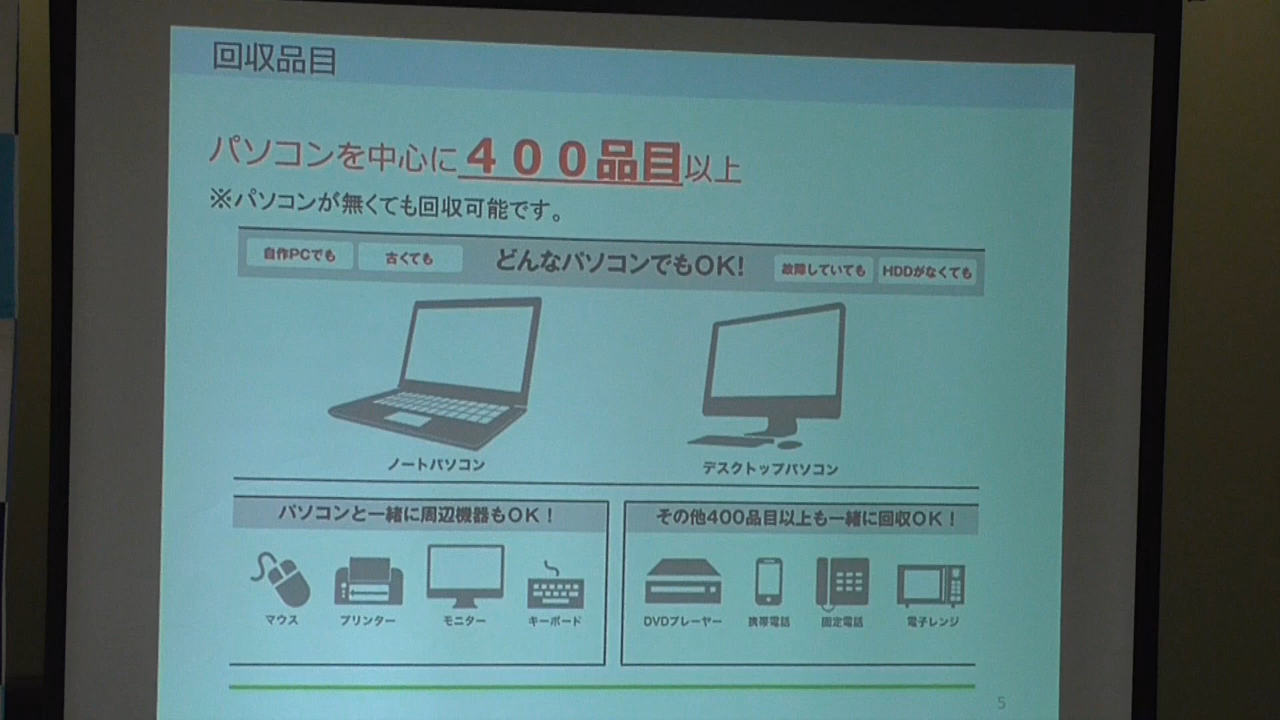 回収品目
パソコンを中心に４００品目以上
※パソコンが無くても回収可能です。
自作PCでも 古くても どんなパソコンでもOK! 故障していても HDDがなくても
ノートパソコン デスクトップパソコン
パソコンと一緒に周辺機器もOK！ その他400品目以上も一緒に回収OK！
マウス プリンター モニター キーボード DVDプレーヤー 携帯電話 固定電話 電子レンジ
5